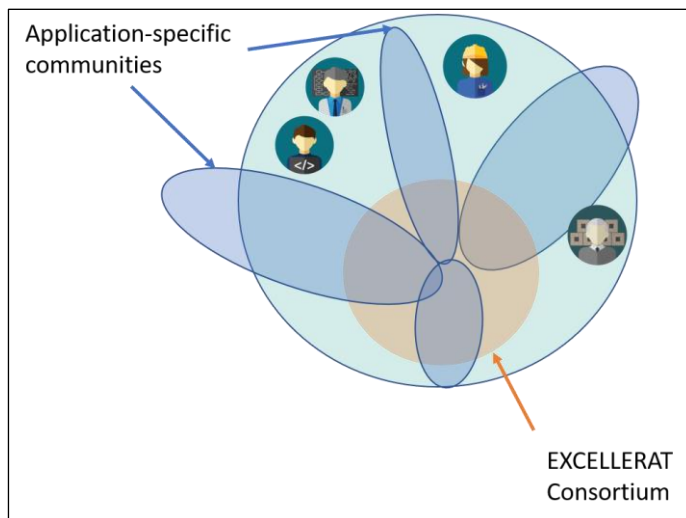 Application-specific
communities
</>
EXCELLERAT
Consortium